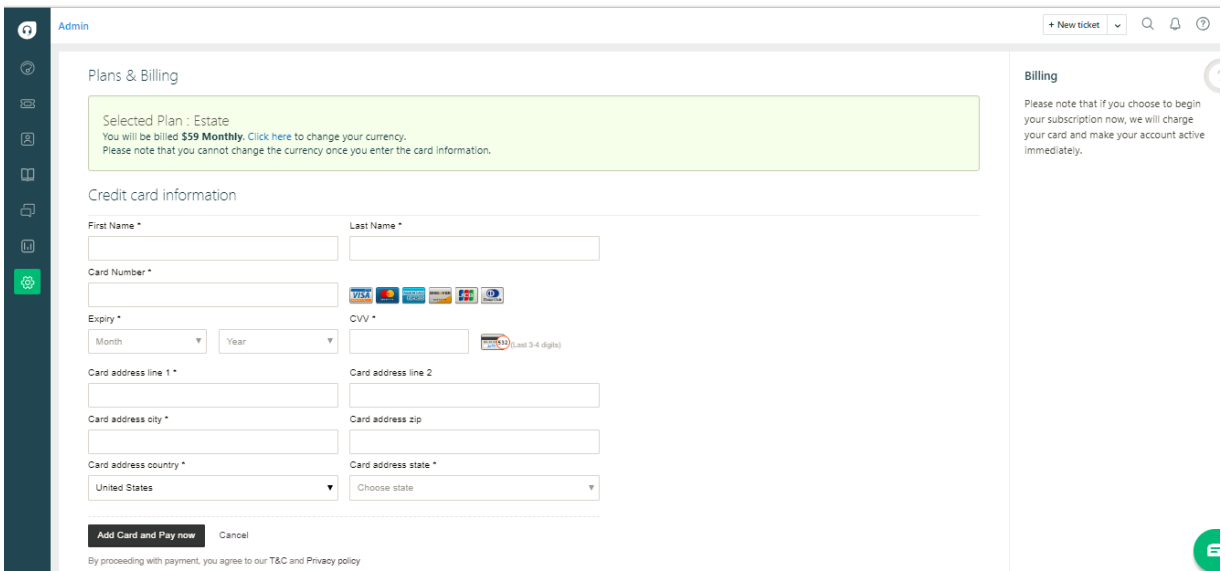 Admin
+ New ticket
Plans & Billing
Selected Plan : Estate
You will be billed $59 Monthly. Click here to change your currency.
Please note that you cannot change the currency once you enter the card information.
Credit card information
First Name *
Last Name *
Card Number *
VISA
Expiry *
CVV *
Month
Year
(Last 3-4 digits)
Card address line 1 *
Card address line 2
Card address city *
Card address zip
Card address country *
Card address state *
United States
Choose state
Add Card and Pay now
Cancel
By proceeding with payment, you agree to our T&C and Privacy policy
Billing
Please note that if you choose to begin
your subscription now, we will charge
your card and make your account active
immediately.